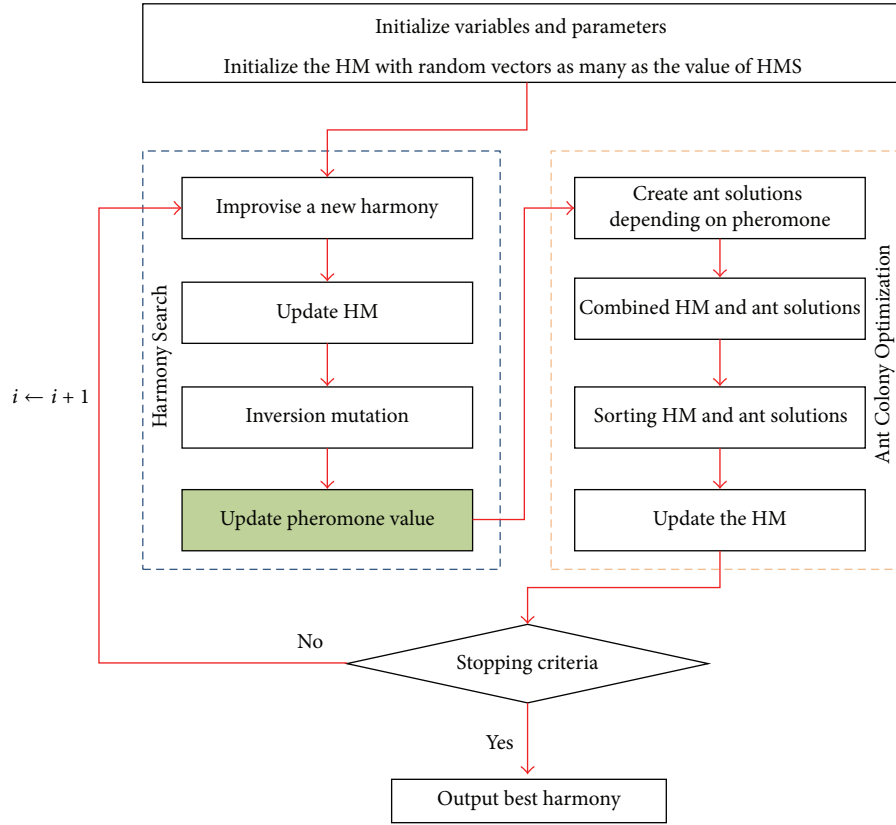 Initialize variables and parameters
Initialize the HM with random vectors as many as the value of HMS
Harmony Search
Improvise a new harmony
Update HM
Inversion mutation
Update pheromone value
Create ant solutions
depending on pheromone
Combined HM and ant solutions
Sorting HM and ant solutions
Update the HM
Ant Colony Optimization
i ← i + 1
No
Stopping criteria
Yes
Output best harmony